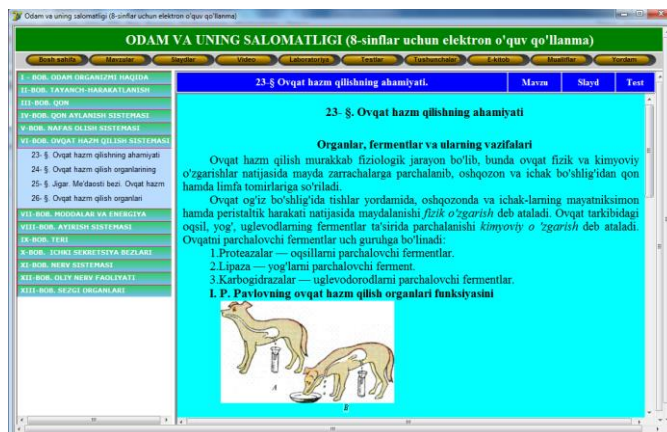 Odam va uning salomatligi (8-sinflar uchun elektron o'quv qo'llanma)
ODAM VA UNING SALOMATLIGI (8-sinflar uchun elektron o'quv qo'llanma)
Bosh sahifa Mavzular Slaydlar Video Laboratoriya Testlar Tushunchalar E-kitob Mualliflar Yordam
I - BOB. ODAM ORGANIZMI HAQIDA
II-BOB. TAYANCH-HARAKATLANISH
III-BOB. QON
IV-BOB. QON AYLANISH SISTEMASI
V-BOB. NAFAS OLISH SISTEMASI
VI-BOB. OVQAT HAZM QILISH SISTEMASI
23- §. Ovqat hazm qilishning ahamiyati
24- §. Ovqat hazm qilish organlarining
25- §. Jigar. Me'daosti bezi. Ovqat hazm
26- §. Ovqat hazm qilish organlari
VII-BOB. MODDALAR VA ENERGIYA
VIII-BOB. AYIRISH SISTEMASI
IX-BOB. TERI
X-BOB. ICHKI SEKRETSIYA BEZLARI
XI-BOB. NERV SISTEMASI
XII-BOB. OLIY NERV FAOLIYATI
XIII-BOB. SEZGI ORGANLARI
23-§ Ovqat hazm qilishning ahamiyati. Mavzu Slayd Test
23- §. Ovqat hazm qilishning ahamiyati
Organlar, fermentlar va ularning vazifalari
Ovqat hazm qilish murakkab fiziologik jarayon bo'lib, bunda ovqat fizik va kimyoviy
o'zgarishlar natijasida mayda zarrachalarga parchalanib, oshqozon va ichak bo'shlig'idan qon
hamda limfa tomirlariga so'riladi.
Ovqat og'iz bo'shlig'ida tishlar yordamida, oshqozonda va ichak-larning mayatniksimon
hamda peristaltik harakati natijasida maydalanishi fizik o'zgarish deb ataladi. Ovqat tarkibidagi
oqsil, yog', uglevodlarning fermentlar ta'sirida parchalanishi kimyoviy o 'zgarish deb ataladi.
Ovqatni parchalovchi fermentlar uch guruhga bo'linadi:
1.Proteazalar — oqsillarni parchalovchi fermentlar.
2.Lipaza — yog'larni parchalovchi ferment.
3.Karbogidrazalar — uglevodorodlarni parchalovchi fermentlar.
I. P. Pavlovning ovqat hazm qilish organlari funksiyasini
A
B